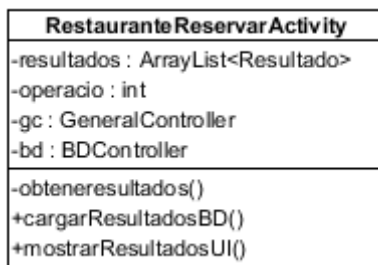 RestauranteReservarActivity
-resultados : ArrayList<Resultado>
-operacio : int
-gc : GeneralController
-bd : BDController
-obteneresultados()
+cargarResultadosBD()
+mostrarResultadosUI()